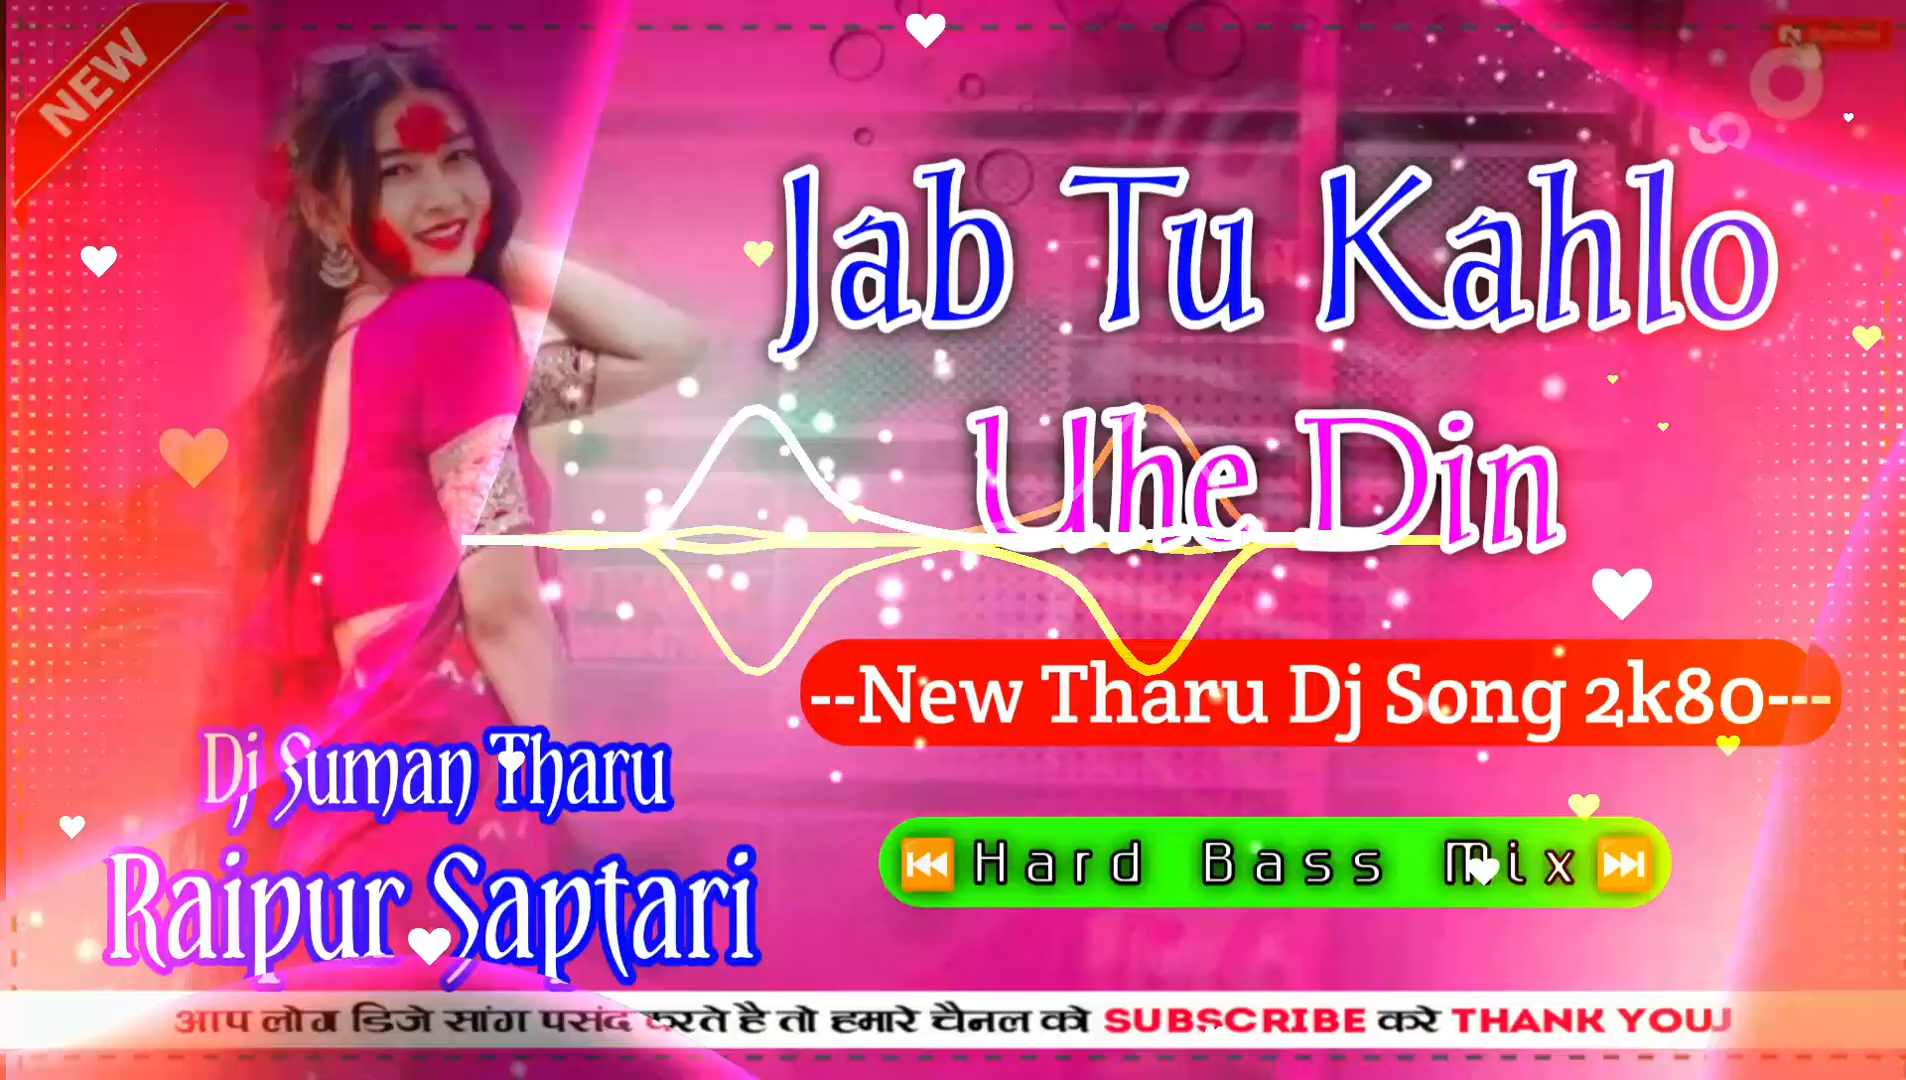 NEW
Jab Tu Kahlo
Uhe Din
--New Tharu Dj Song 2k80---
Dj Suman Tharu
Raipur Saptari
⏮Hard Bass Mix⏭
आप लोग डिजे सांग पसंद करते है तो हमारे चैनल को SUBSCRIBE करे THANK YOUJ